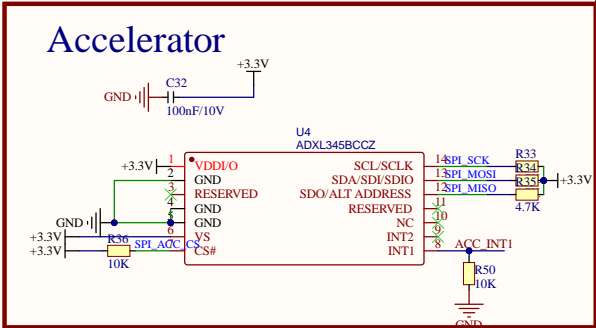 Accelerator
+3.3V
C32
GND
100nF/10V
U4
ADXL345BCCZ
+3.3V 1 VDDI/O SCL/SCLK 14 SPI_SCK R33
2 GND SDA/SDI/SDIO 13 SPI_MOSI R34
3 RESERVED SDO/ALT ADDRESS 12 SPI_MISO R35 +3.3V
4 GND RESERVED 11 4.7K
GND 5 GND NC 10
+3.3V 6 VS INT2 9
+3.3V R36 SPI_ACC_CS 7 CS# INT1 8 ACC_INT1
10K
R50
10K
GND